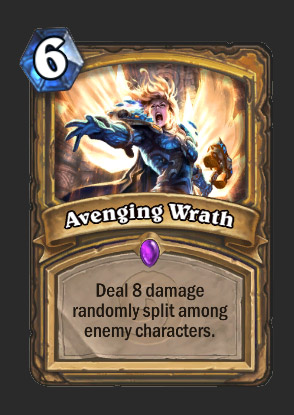 6
Avenging Wrath
Deal 8 damage
randomly split among
enemy characters.